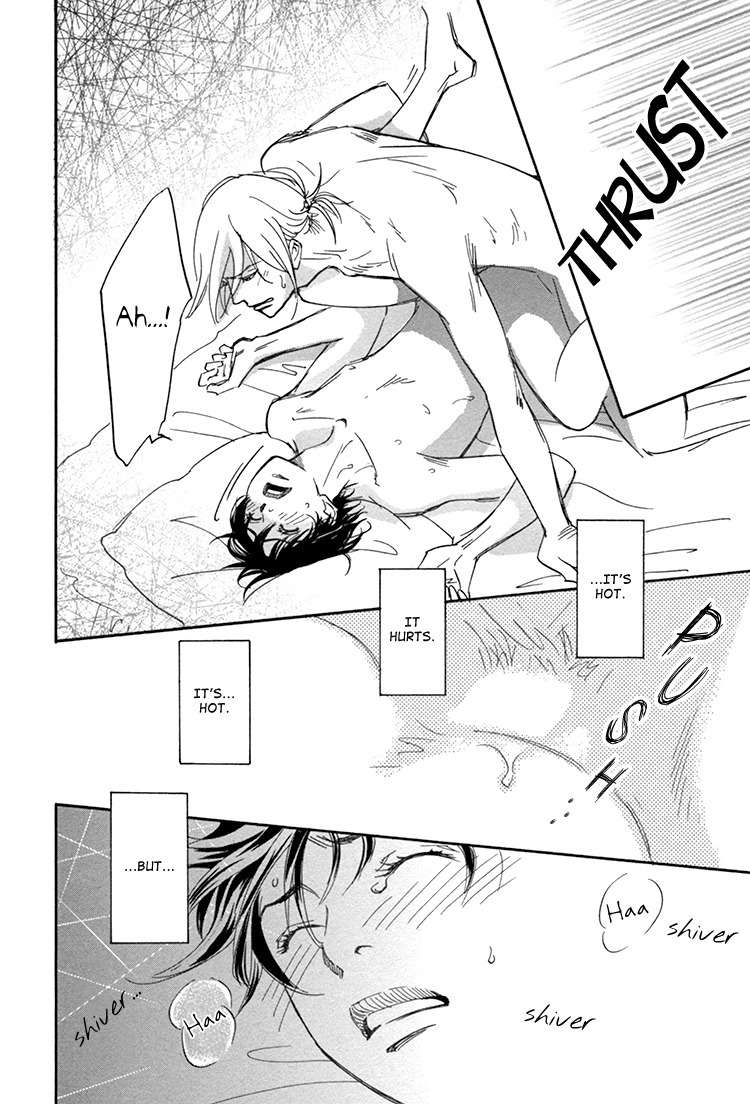 THRUST
Ah...!
...IT'S
HOT.
IT
HURTS.
PUSH...
IT'S...
HOT.
...BUT...
Haa
shiver
shiver
Haa
shiver...